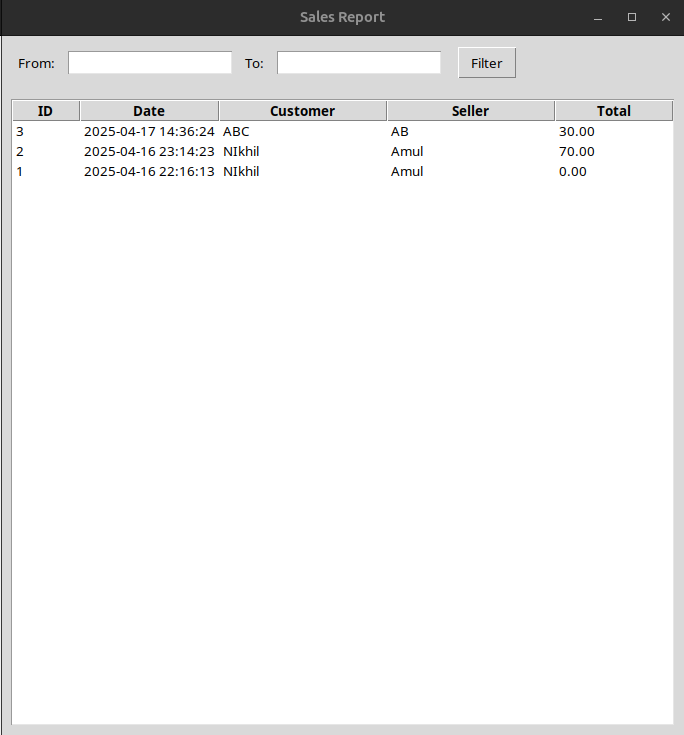 Sales Report
From: To: Filter
ID Date Customer Seller Total
3 2025-04-17 14:36:24 ABC AB 30.00
2 2025-04-16 23:14:23 NIkhil Amul 70.00
1 2025-04-16 22:16:13 NIkhil Amul 0.00